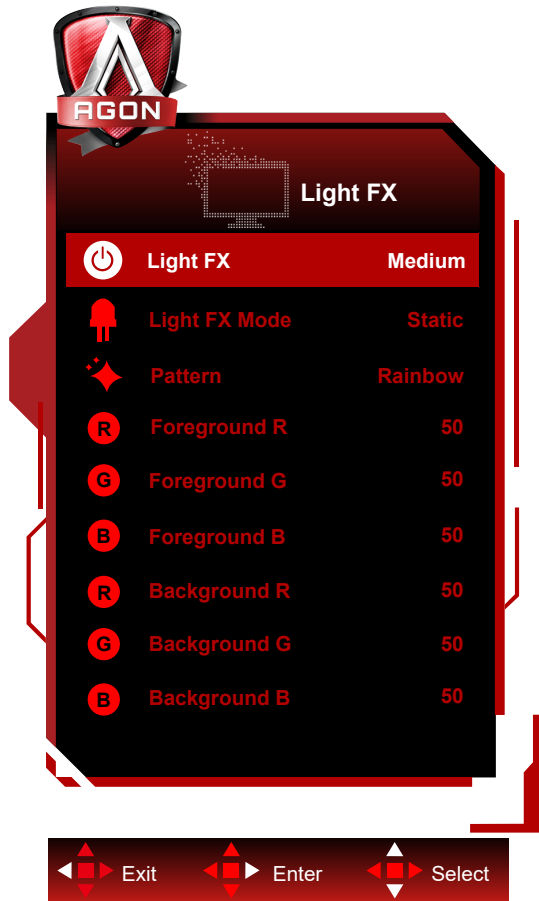 AGON
Light FX
Light FX Medium
Light FX Mode Static
Pattern Rainbow
R Foreground R 50
G Foreground G 50
B Foreground B 50
R Background R 50
G Background G 50
B Background B 50
Exit Enter Select